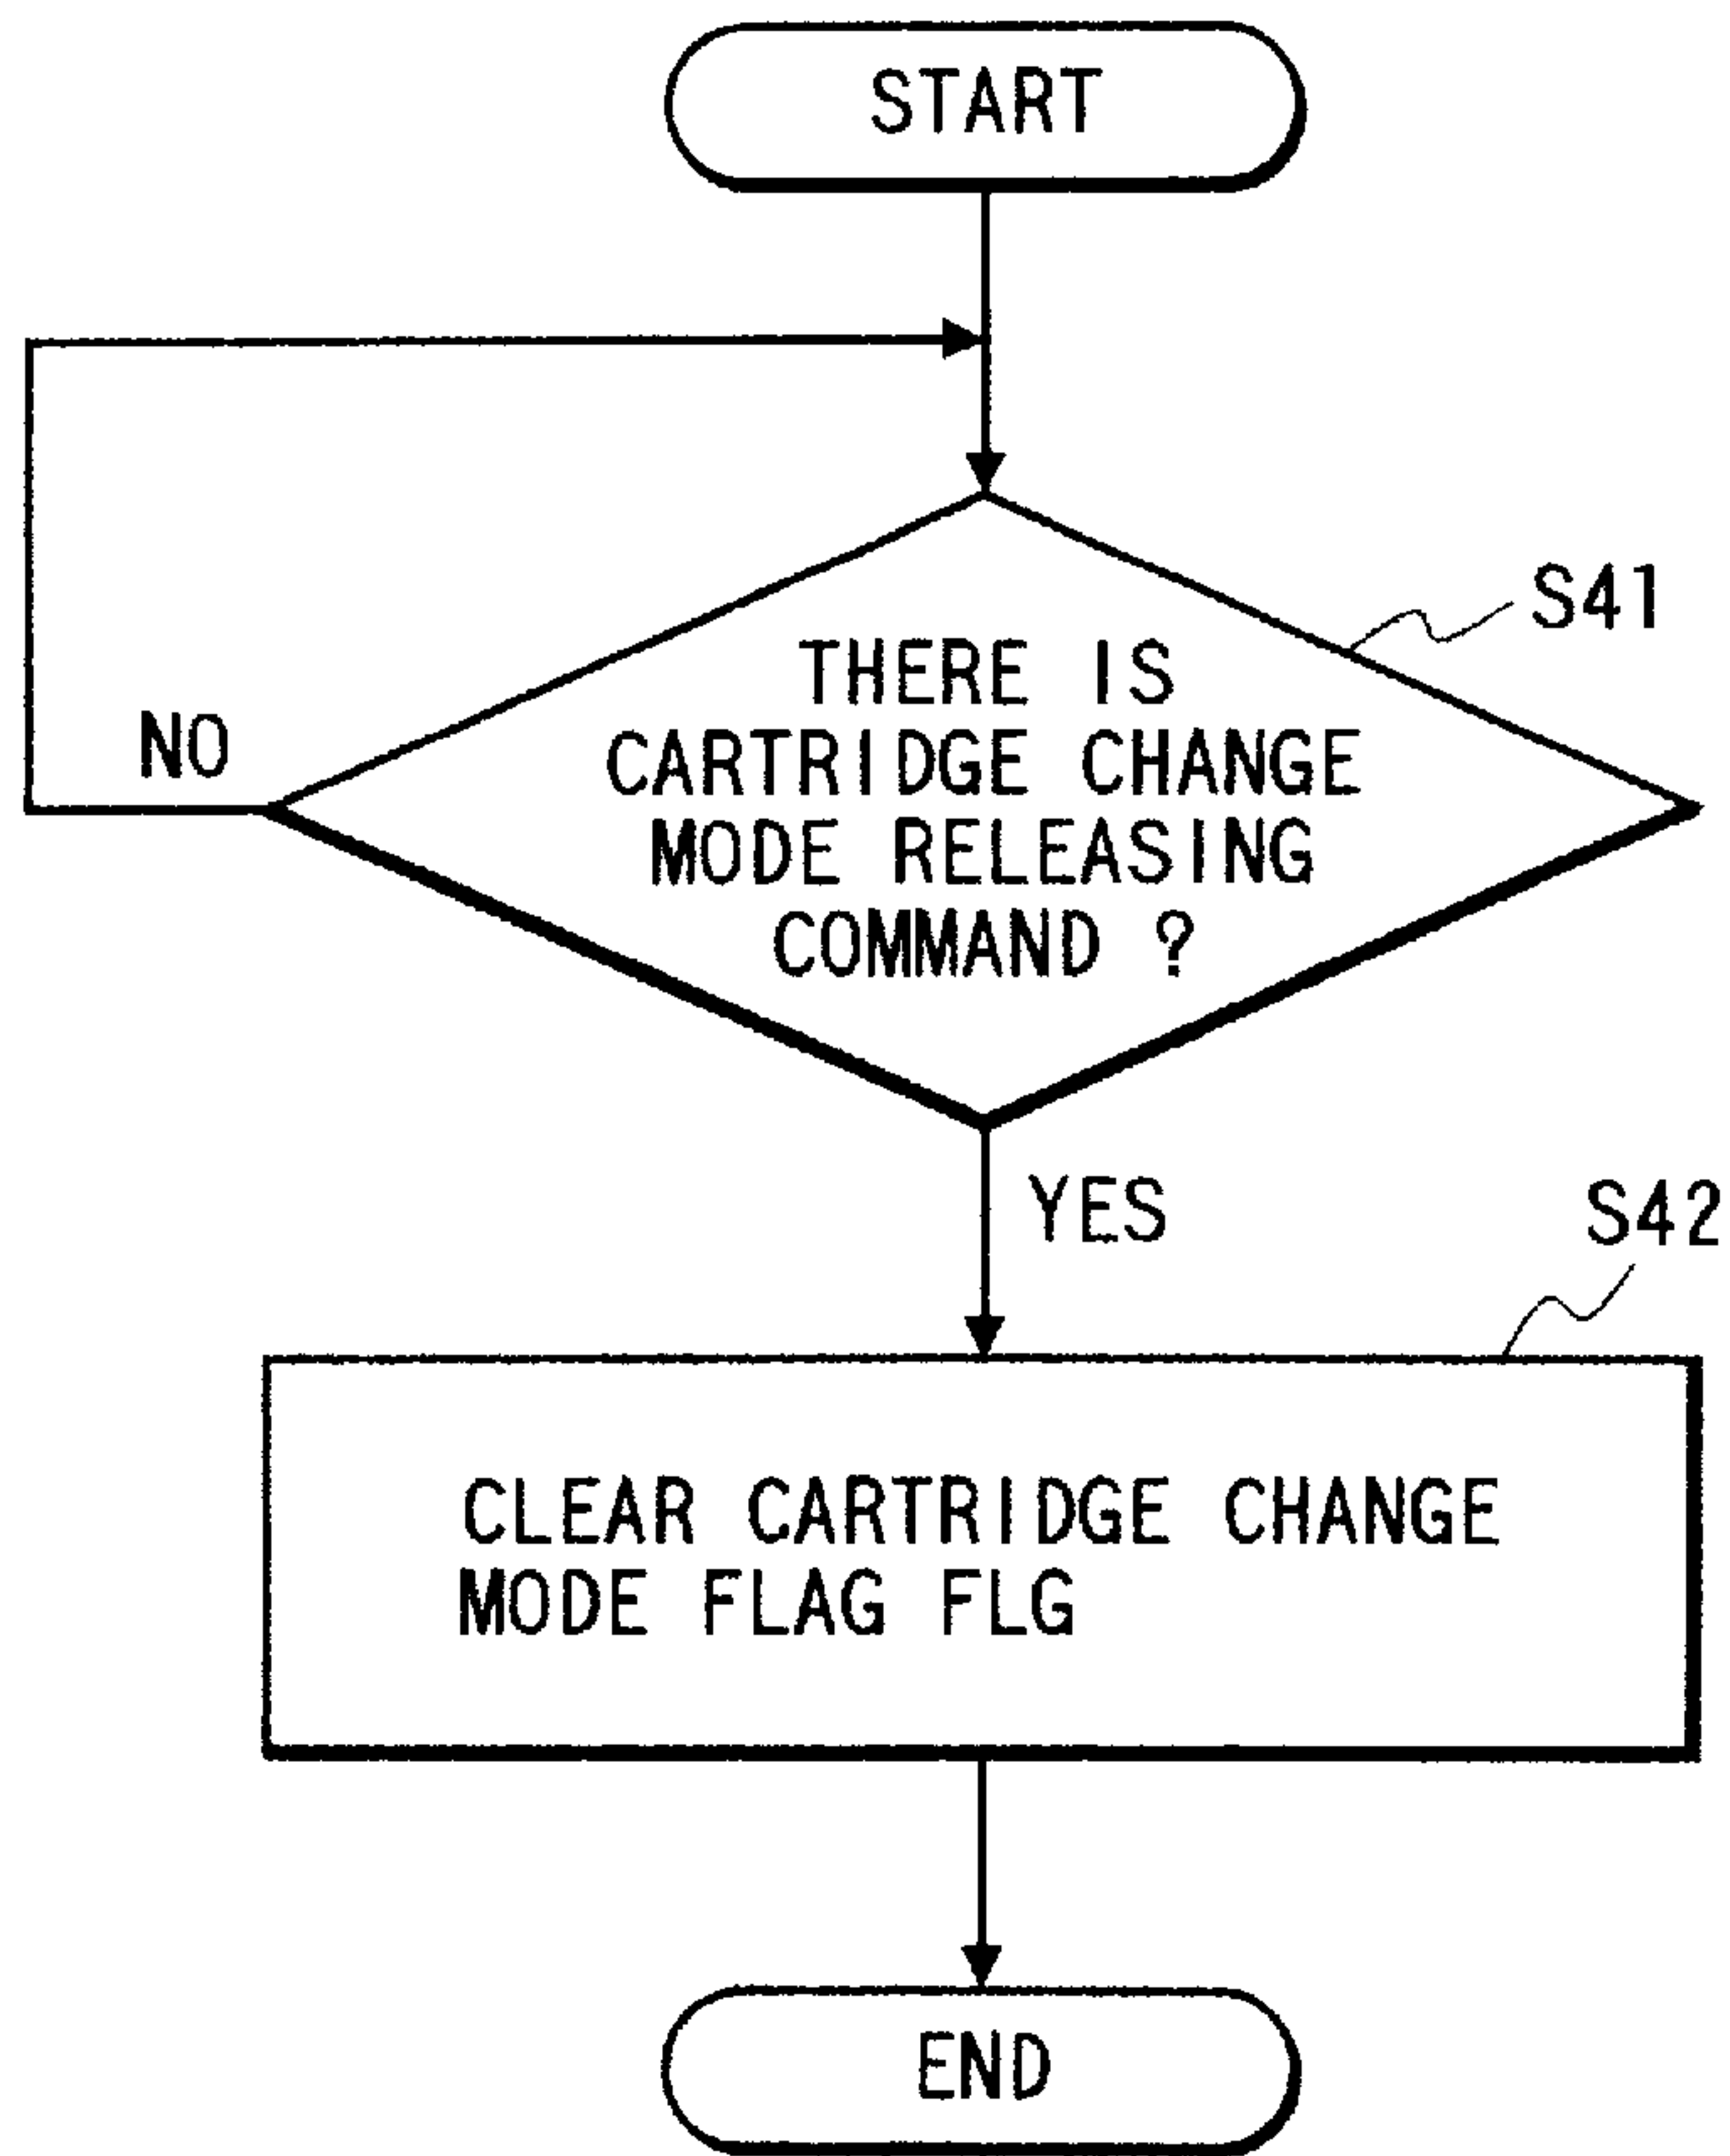 START
S41
THERE IS
CARTRIDGE CHANGE
MODE RELEASING
COMMAND ?
NO
YES
S42
CLEAR CARTRIDGE CHANGE
MODE FLAG FLG
END